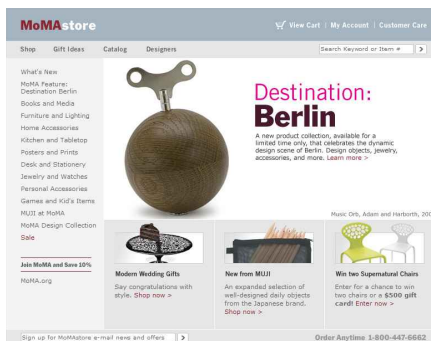 MoMAstore
View Cart | My Account | Customer Care
Shop Gift Ideas Catalog Designers
Search Keyword or Item #
What's New
MoMA Feature:
Destination Berlin
Books and Media
Furniture and Lighting
Home Accessories
Kitchen and Tabletop
Posters and Prints
Desk and Stationery
Jewelry and Watches
Personal Accessories
Games and Kid's Items
MUJI at MoMA
MoMA Design Collection
Sale
Join MoMA and Save 10%
MoMA.org
Destination:
Berlin
A new product collection, available for a
limited time only, that celebrates the dynamic
design scene of Berlin. Design objects, jewelry,
accessories, and more. Learn more >
Music Orb, Adam and Harborth, 200
Modern Wedding Gifts
Say congratulations with
style. Shop now >
New from MUJI
An expanded selection of
well-designed daily objects
from the Japanese brand.
Shop now >
Win two Supernatural Chairs
Enter for a chance to win
two chairs or a $500 gift
card! Enter now >
Sign up for MoMAstore e-mail news and offers
Order Anytime 1-800-447-6662